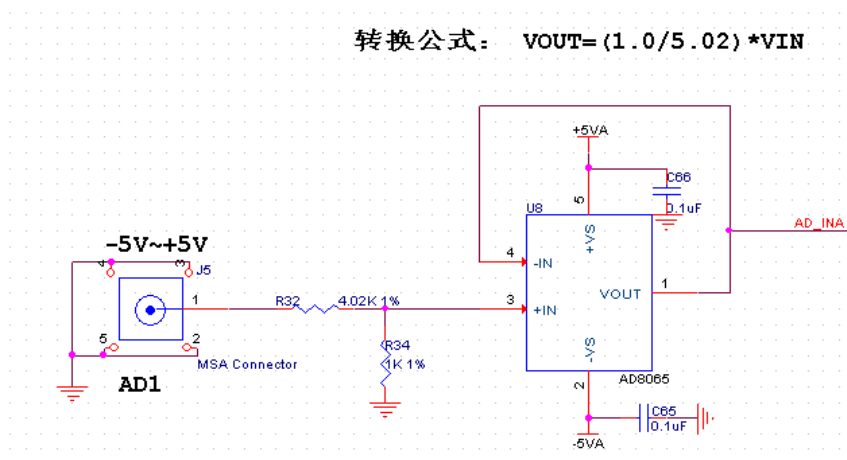 转换公式： VOUT=(1.0/5.02)*VIN
+5VA
C66
0.1uF
U8
5
+VS
AD_INA
-5V~+5V
4
3
J5
4
-IN
1
R32
4.02K 1%
3
+IN
VOUT
1
5
2
R34
1K 1%
-VS
MSA Connector
AD1
2
AD8065
C65
0.1uF
-5VA